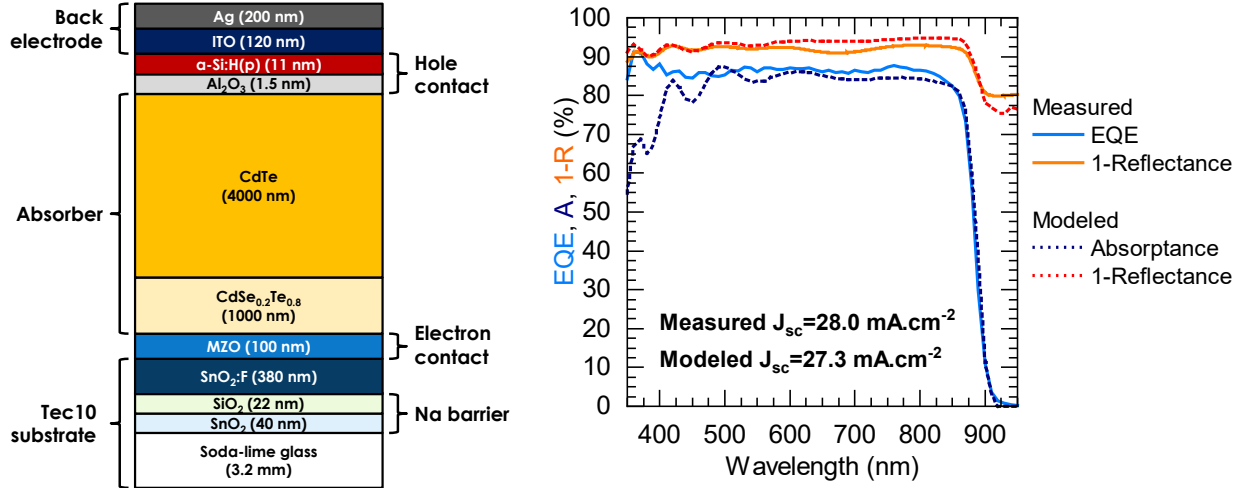 Back
electrode
Ag (200 nm)
ITO (120 nm)
α-Si:H(p) (11 nm)
Al₂O₃ (1.5 nm)
Hole
contact
Absorber
CdTe
(4000 nm)
CdSe₀.₂Te₀.₈
(1000 nm)
MZO (100 nm)
Electron
contact
Tec10
substrate
SnO₂:F (380 nm)
SiO₂ (22 nm)
SnO₂ (40 nm)
Na barrier
Soda-lime glass
(3.2 mm)
EQE, A, 1-R (%)
100
90
80
70
60
50
40
30
20
10
0
Measured Jsc=28.0 mA.cm⁻²
Modeled Jsc=27.3 mA.cm⁻²
400 500 600 700 800 900
Wavelength (nm)
Measured
EQE
1-Reflectance
Modeled
Absorptance
1-Reflectance